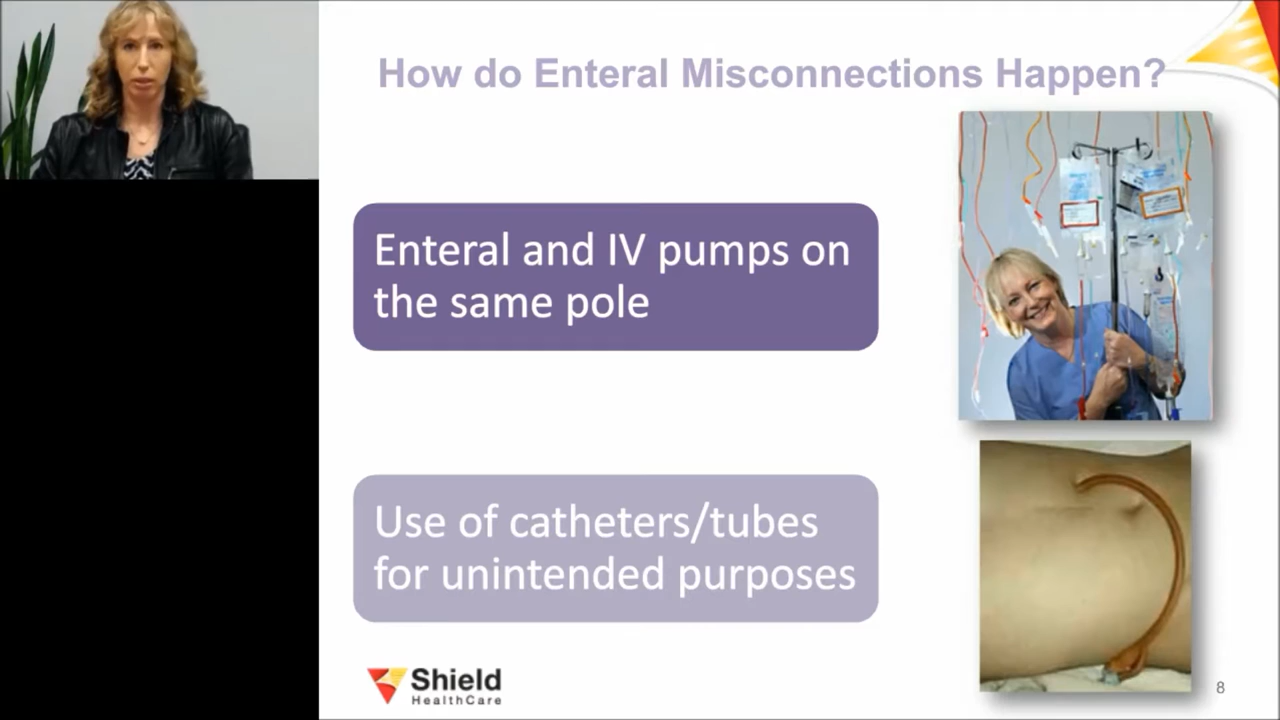 How do Enteral Misconnections Happen?
Enteral and IV pumps on
the same pole
Use of catheters/tubes
for unintended purposes
Shield
HealthCare
8